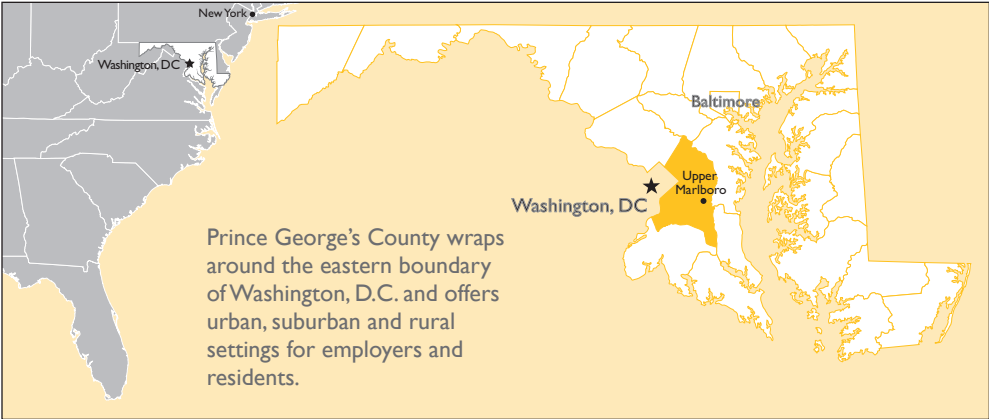 New York
Washington, DC
Baltimore
Upper
Marlboro
Washington, DC
Prince George's County wraps
around the eastern boundary
of Washington, D.C. and offers
urban, suburban and rural
settings for employers and
residents.